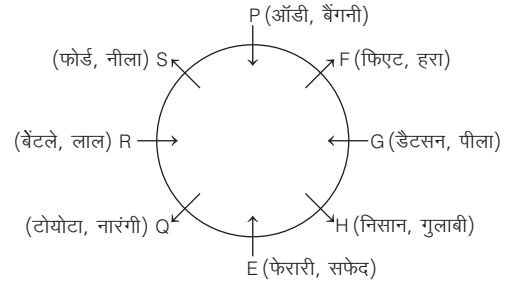 P (ऑडी, बैंगनी)
(फोर्ड, नीला) S
F (फिएट, हरा)
(बेंटले, लाल) R
G (डैटसन, पीला)
(टोयोटा, नारंगी) Q
H (निसान, गुलाबी)
E (फेरारी, सफेद)